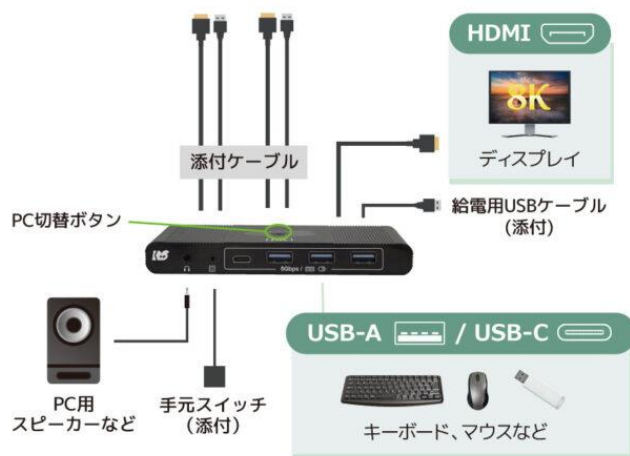 HDMI
8K
ディスプレイ
添付ケーブル
PC切替ボタン
給電用USBケーブル
(添付)
5Gbps /
USB-A / USB-C
PC用
スピーカーなど
手元スイッチ
(添付)
キーボード、マウスなど